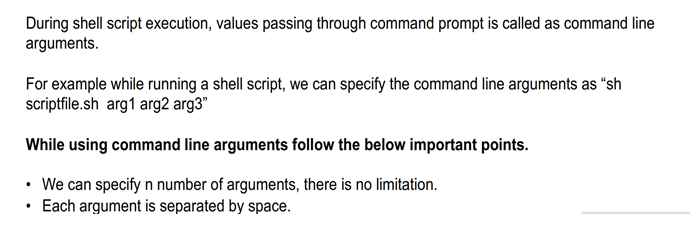 During shell script execution, values passing through command prompt is called as command line
arguments.
For example while running a shell script, we can specify the command line arguments as “sh
scriptfile.sh arg1 arg2 arg3”
While using command line arguments follow the below important points.
• We can specify n number of arguments, there is no limitation.
• Each argument is separated by space.